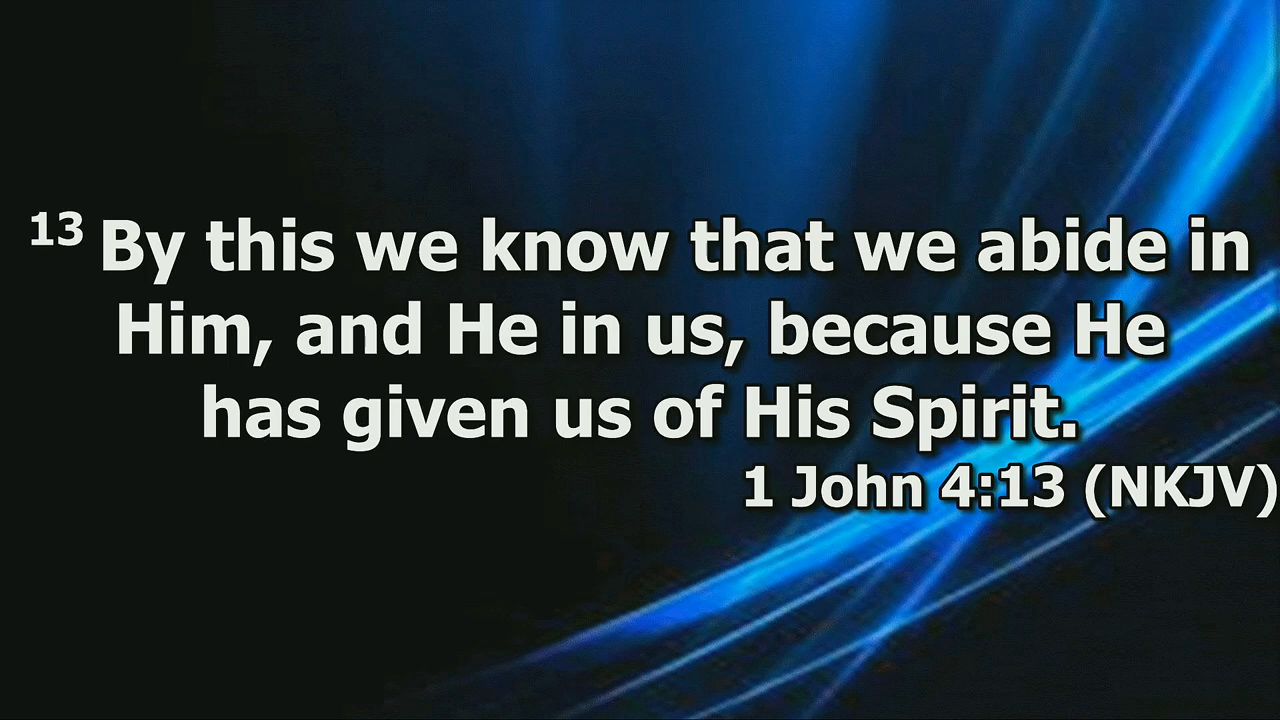 13 By this we know that we abide in
Him, and He in us, because He
has given us of His Spirit.
1 John 4:13 (NKJV)